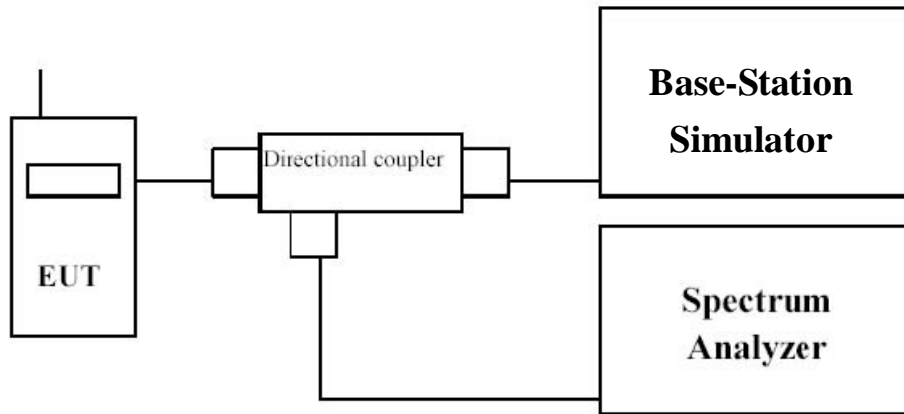 Base-Station
Simulator
Directional coupler
EUT
Spectrum
Analyzer